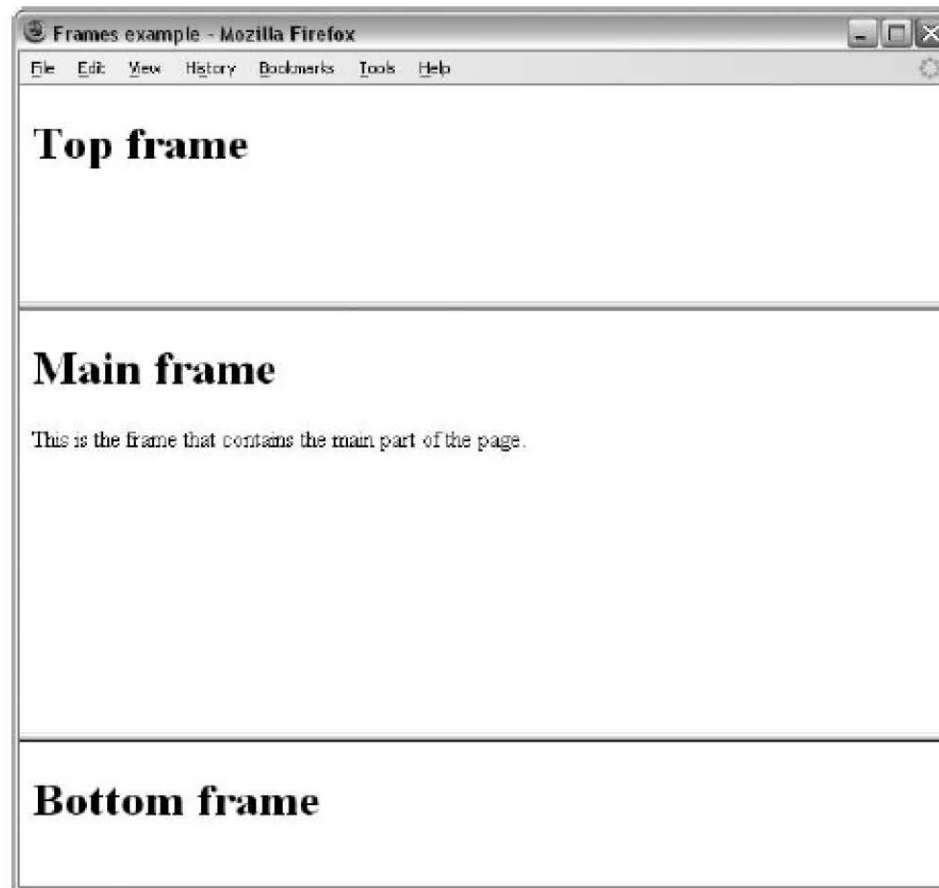 Frames example - Mozilla Firefox
File Edit View History Bookmarks Tools Help
Top frame
Main frame
This is the frame that contains the main part of the page.
Bottom frame